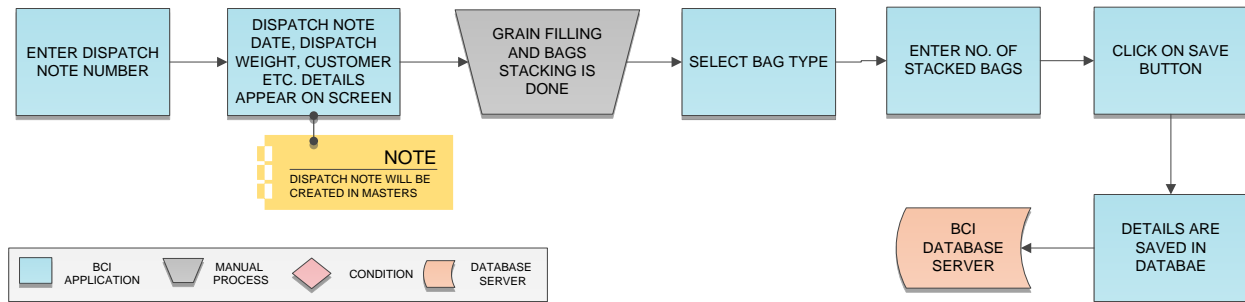 ENTER DISPATCH
NOTE NUMBER
DISPATCH NOTE
DATE, DISPATCH
WEIGHT, CUSTOMER
ETC. DETAILS
APPEAR ON SCREEN
GRAIN FILLING
AND BAGS
STACKING IS
DONE
SELECT BAG TYPE
ENTER NO. OF
STACKED BAGS
CLICK ON SAVE
BUTTON
NOTE
DISPATCH NOTE WILL BE
CREATED IN MASTERS
DETAILS ARE
SAVED IN
DATABAE
BCI
DATABASE
SERVER
BCI
APPLICATION
MANUAL
PROCESS
CONDITION
DATABASE
SERVER